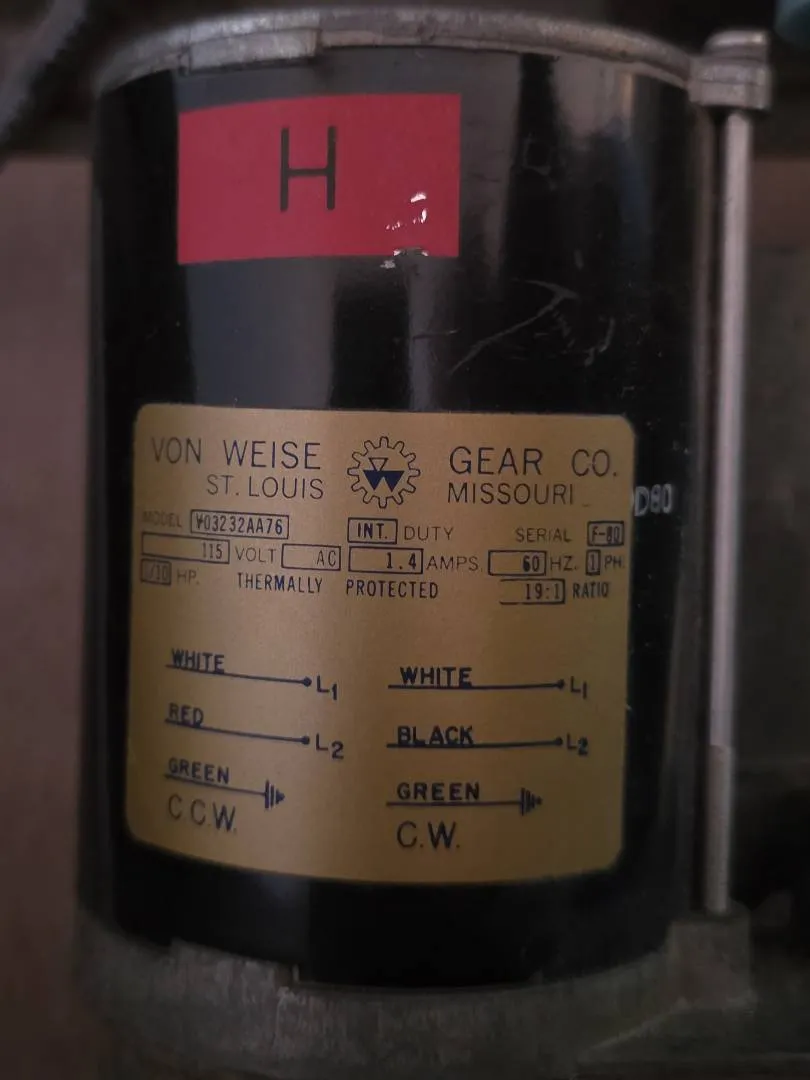 H
VON WEISE GEAR CO.
ST. LOUIS MISSOURI
D80
MODEL V03232AA76 INT. DUTY SERIAL F-80
115 VOLT AC 1.4 AMPS 60 HZ. 1 PH.
1/10 HP. THERMALLY PROTECTED 19:1 RATIO
WHITE L1
RED L2
GREEN
C.C.W.
WHITE L1
BLACK L2
GREEN
C.W.